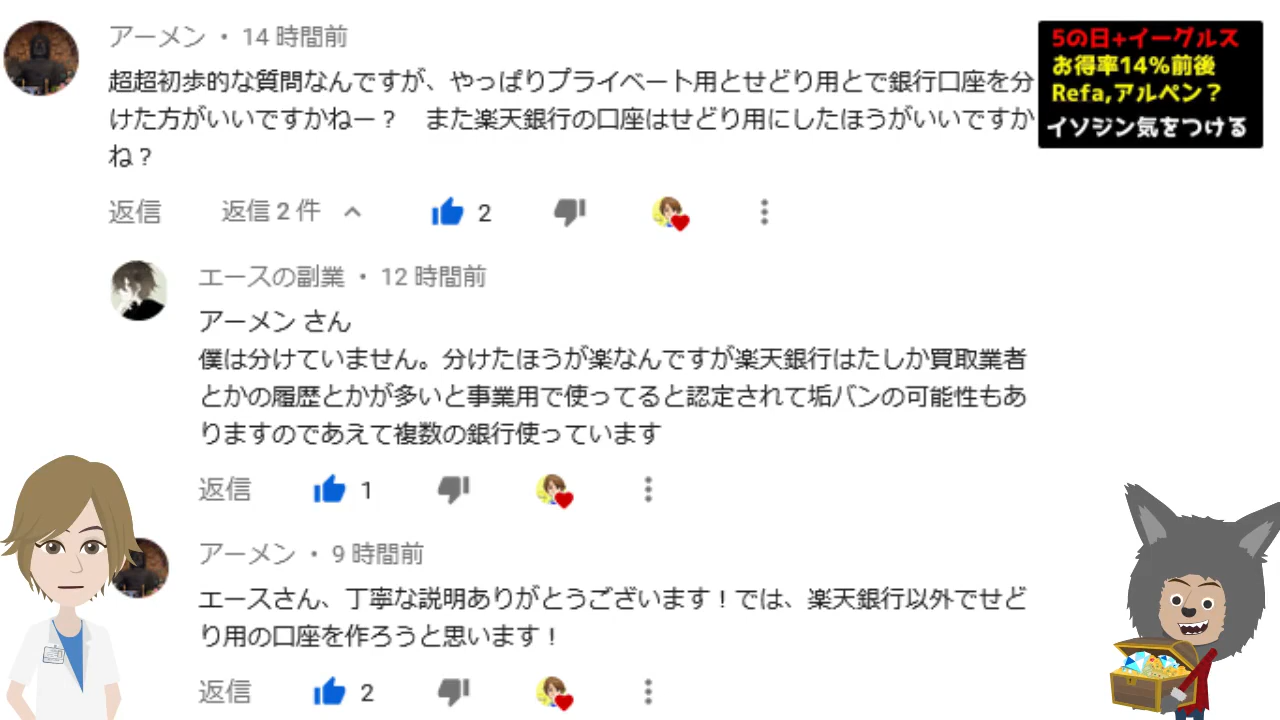 アーメン ・ 14 時間前
超超初歩的な質問なんですが、やっぱりプライベート用とせどり用とで銀行口座を分
けた方がいいですかねー？　また楽天銀行の口座はせどり用にしたほうがいいですか
ね？
返信　返信 2 件　2
エースの副業 ・ 12 時間前
アーメン さん
僕は分けていません。分けたほうが楽なんですが楽天銀行はたしか買取業者
とかの履歴とかが多いと事業用で使ってると認定されて垢バンの可能性もあ
りますのであえて複数の銀行使っています
返信　1
アーメン ・ 9 時間前
エースさん、丁寧な説明ありがとうございます！では、楽天銀行以外でせど
り用の口座を作ろうと思います！
返信　2
5の日+イーグルス
お得率14%前後
Refa,アルペン？
イソジン気をつける